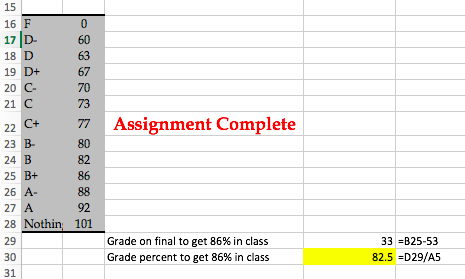 15
16 F 0
17 D- 60
18 D 63
19 D+ 67
20 C- 70
21 C 73
22 C+ 77 Assignment Complete
23 B- 80
24 B 82
25 B+ 86
26 A- 88
27 A 92
28 Nothin 101
29 Grade on final to get 86% in class 33 =B25-53
30 Grade percent to get 86% in class 82.5 =D29/A5
31